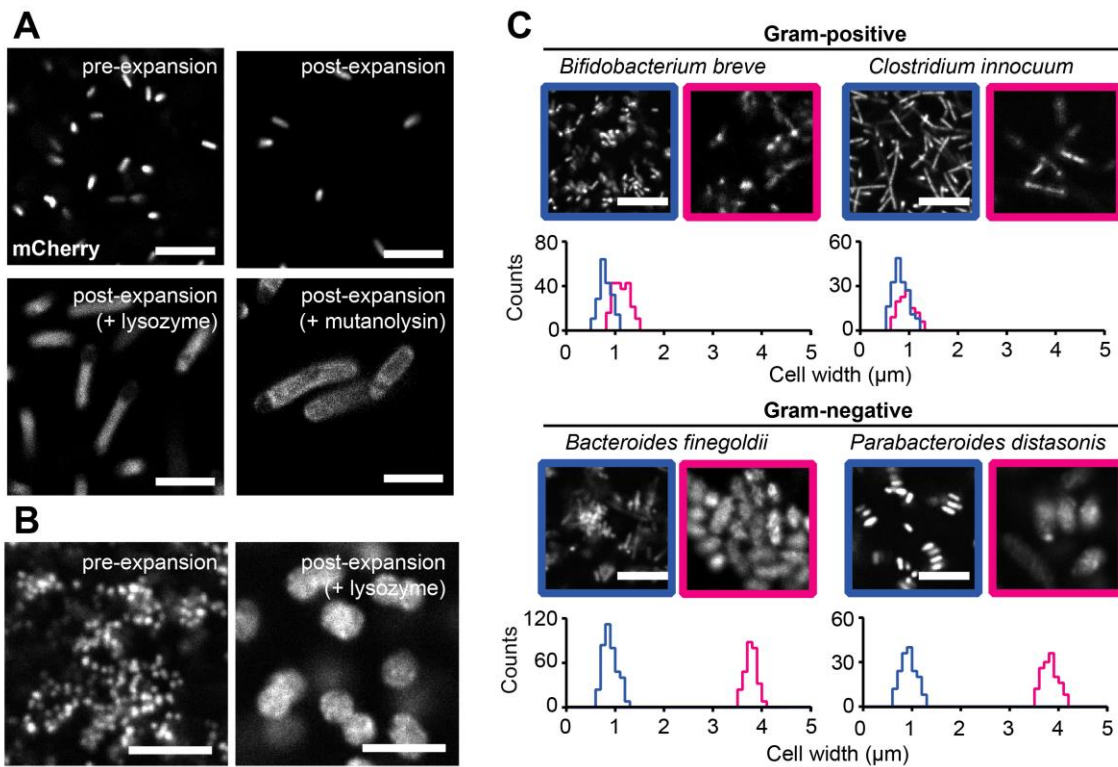 A
pre-expansion
mCherry
post-expansion
post-expansion
(+ lysozyme)
post-expansion
(+ mutanolysin)
B
pre-expansion
post-expansion
(+ lysozyme)
C
Gram-positive
Bifidobacterium breve
Clostridium innocuum
Counts
80
40
0
0 1 2 3 4 5
60
30
0
0 1 2 3 4 5
Cell width (µm)
Gram-negative
Bacteroides finegoldii
Parabacteroides distasonis
Counts
120
60
0
0 1 2 3 4 5
60
30
0
0 1 2 3 4 5
Cell width (µm)